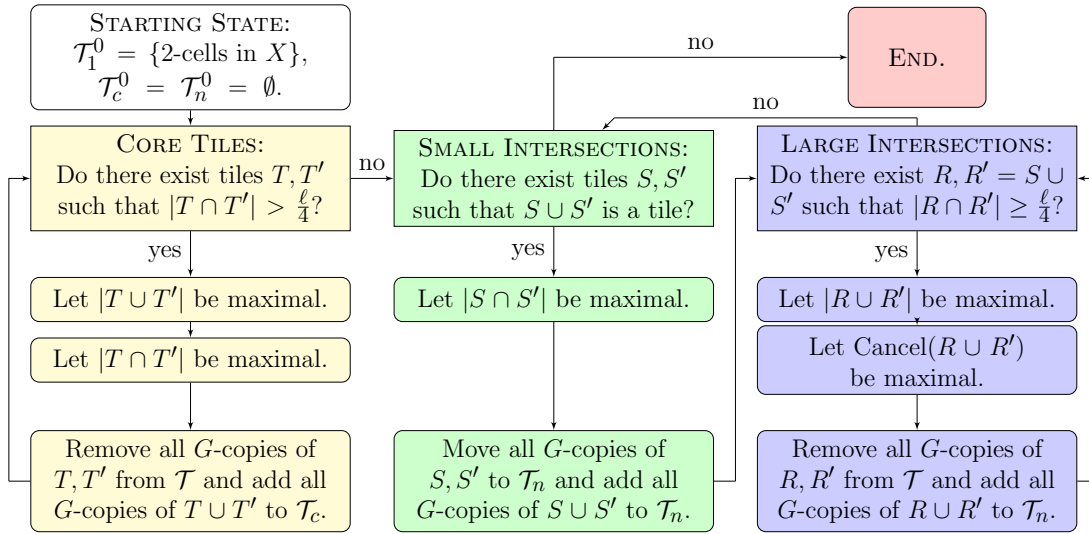 STARTING STATE:
𝒯₁⁰ = {2-cells in X},
𝒯_c⁰ = 𝒯_n⁰ = ∅.
no
END.
no
CORE TILES:
Do there exist tiles T, T′
such that |T ∩ T′| > ℓ/4?
no
SMALL INTERSECTIONS:
Do there exist tiles S, S′
such that S ∪ S′ is a tile?
LARGE INTERSECTIONS:
Do there exist R, R′ = S ∪
S′ such that |R ∩ R′| ≥ ℓ/4?
yes
yes
yes
Let |T ∪ T′| be maximal.
Let |S ∩ S′| be maximal.
Let |R ∪ R′| be maximal.
Let |T ∩ T′| be maximal.
Let Cancel(R ∪ R′)
be maximal.
Remove all G-copies of
T, T′ from 𝒯 and add all
G-copies of T ∪ T′ to 𝒯_c.
Move all G-copies of
S, S′ to 𝒯_n and add all
G-copies of S ∪ S′ to 𝒯_n.
Remove all G-copies of
R, R′ from 𝒯 and add all
G-copies of R ∪ R′ to 𝒯_n.